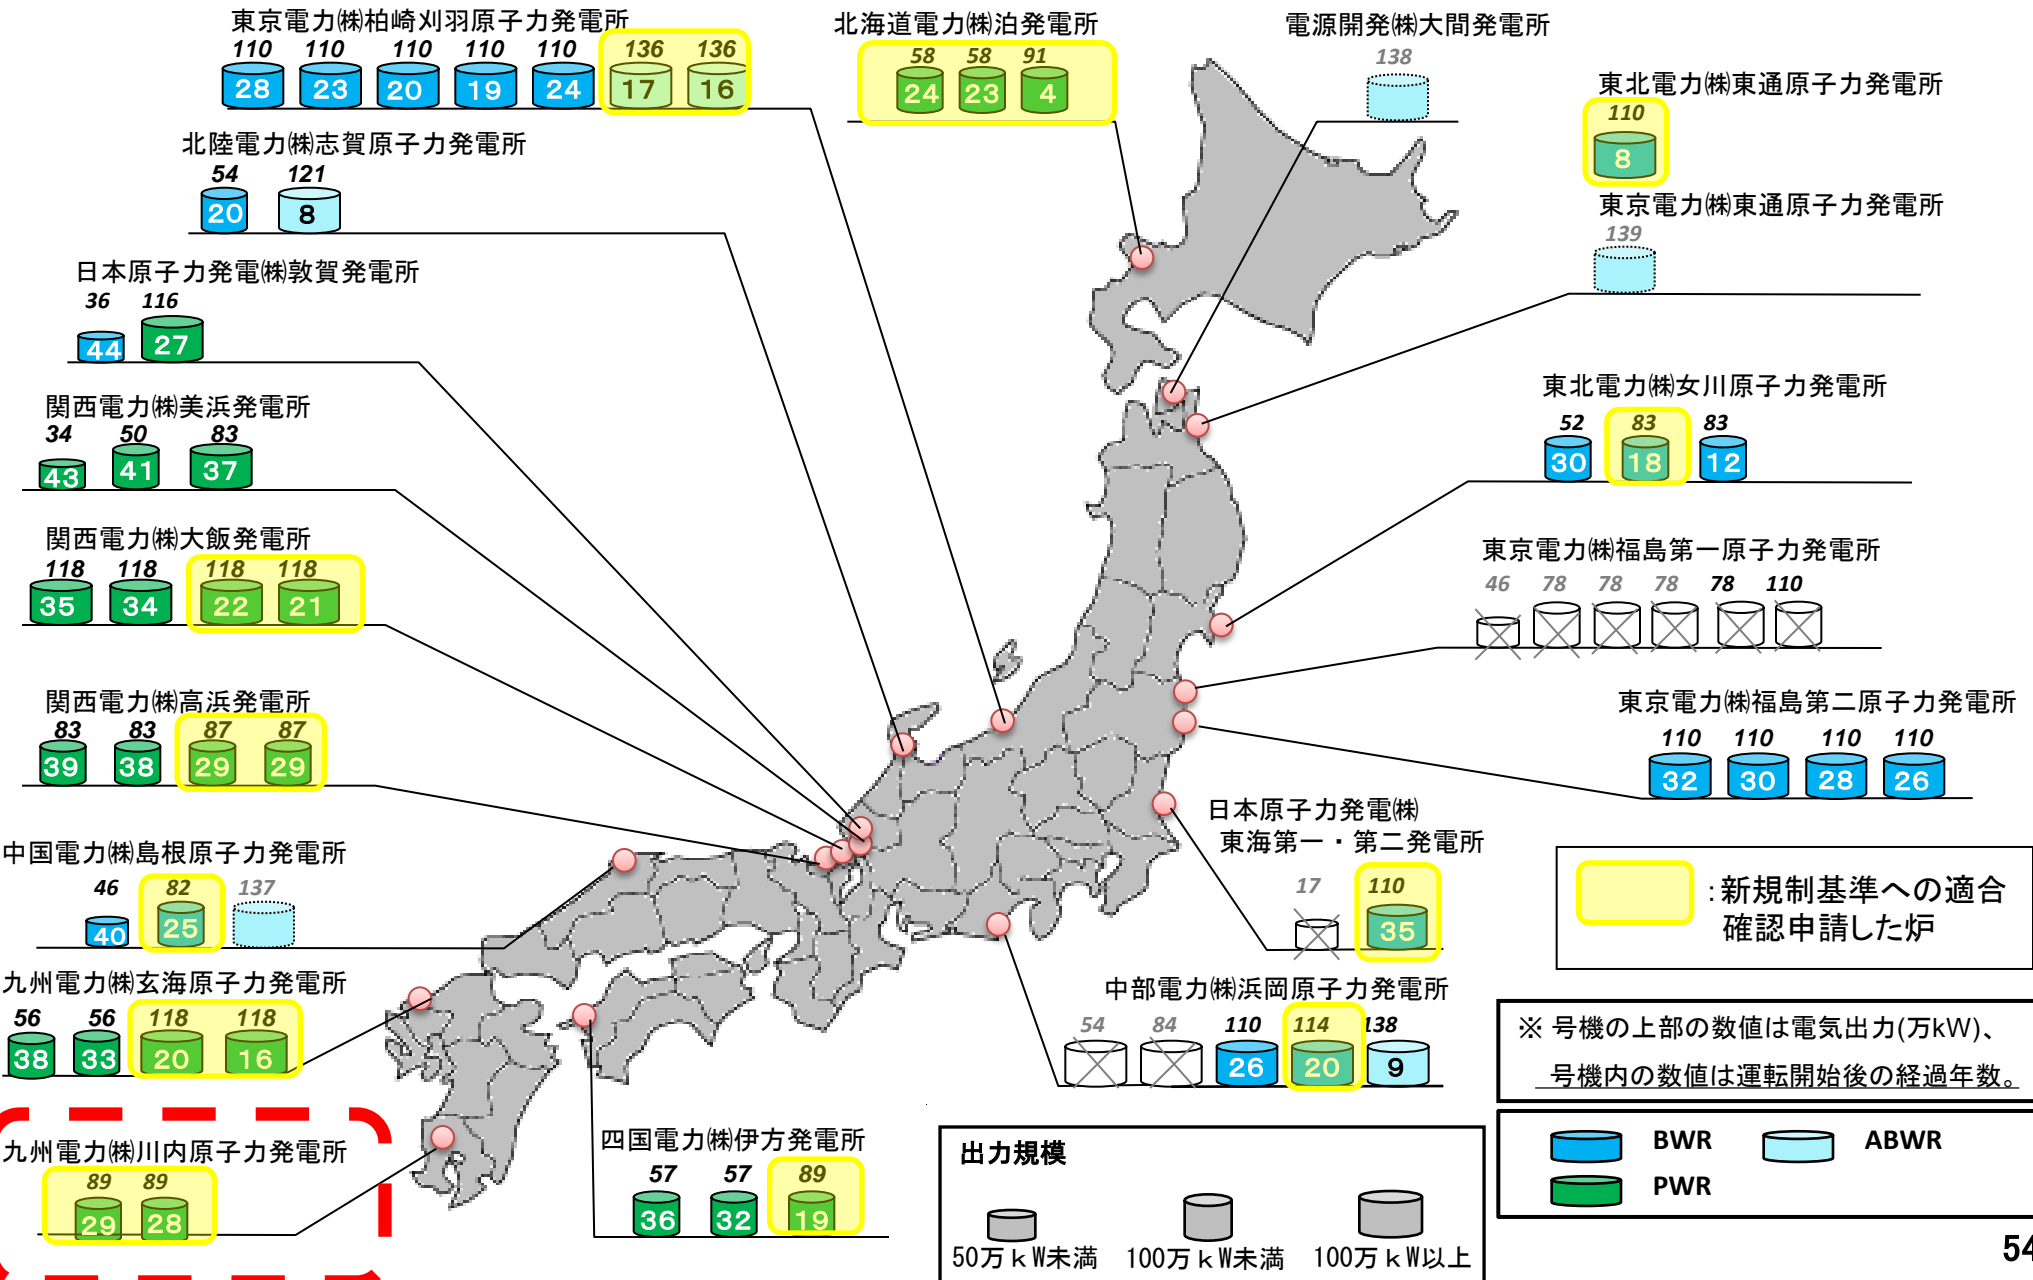 東京電力㈱柏崎刈羽原子力発電所
110 110 110 110 110 136 136
28 23 20 19 24 17 16
北陸電力㈱志賀原子力発電所
54 121
20 8
日本原子力発電㈱敦賀発電所
36 116
44 27
関西電力㈱美浜発電所
34 50 83
43 41 37
関西電力㈱大飯発電所
118 118 118 118
35 34 22 21
関西電力㈱高浜発電所
83 83 87 87
39 38 29 29
中国電力㈱島根原子力発電所
46 82 137
40 25
九州電力㈱玄海原子力発電所
56 56 118 118
38 33 20 16
九州電力㈱川内原子力発電所
89 89
29 28
北海道電力㈱泊発電所
58 58 91
24 23 4
電源開発㈱大間発電所
138
東北電力㈱東通原子力発電所
110
8
東京電力㈱東通原子力発電所
139
東北電力㈱女川原子力発電所
52 83 83
30 18 12
東京電力㈱福島第一原子力発電所
46 78 78 78 78 110
東京電力㈱福島第二原子力発電所
110 110 110 110
32 30 28 26
日本原子力発電㈱
東海第一・第二発電所
17 110
35
中部電力㈱浜岡原子力発電所
54 84 110 114 138
26 20 9
四国電力㈱伊方発電所
57 57 89
36 32 19
:新規制基準への適合
確認申請した炉
※ 号機の上部の数値は電気出力(万kW)、
号機内の数値は運転開始後の経過年数。
BWR ABWR
PWR
出力規模
50万ｋW未満 100万ｋW未満 100万ｋW以上
54